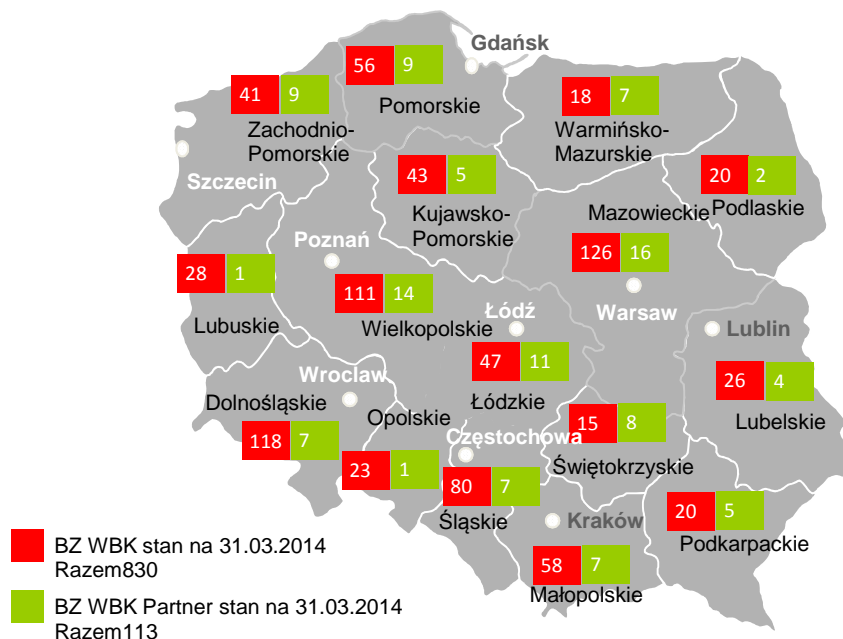 Gdańsk
56 9
Pomorskie
41 9
Zachodnio-
Pomorskie
18 7
Warmińsko-
Mazurskie
Szczecin
43 5
Kujawsko-
Pomorskie
20 2
Podlaskie
Mazowieckie
126 16
Warsaw
Poznań
28 1
Lubuskie
111 14
Wielkopolskie
Łódź
47 11
Łódzkie
Lublin
26 4
Lubelskie
Wroclaw
Dolnośląskie
118 7
Opolskie
23 1
Częstochowa
80 7
Śląskie
15 8
Świętokrzyskie
Kraków
58 7
Małopolskie
20 5
Podkarpackie
BZ WBK stan na 31.03.2014
Razem830
BZ WBK Partner stan na 31.03.2014
Razem113